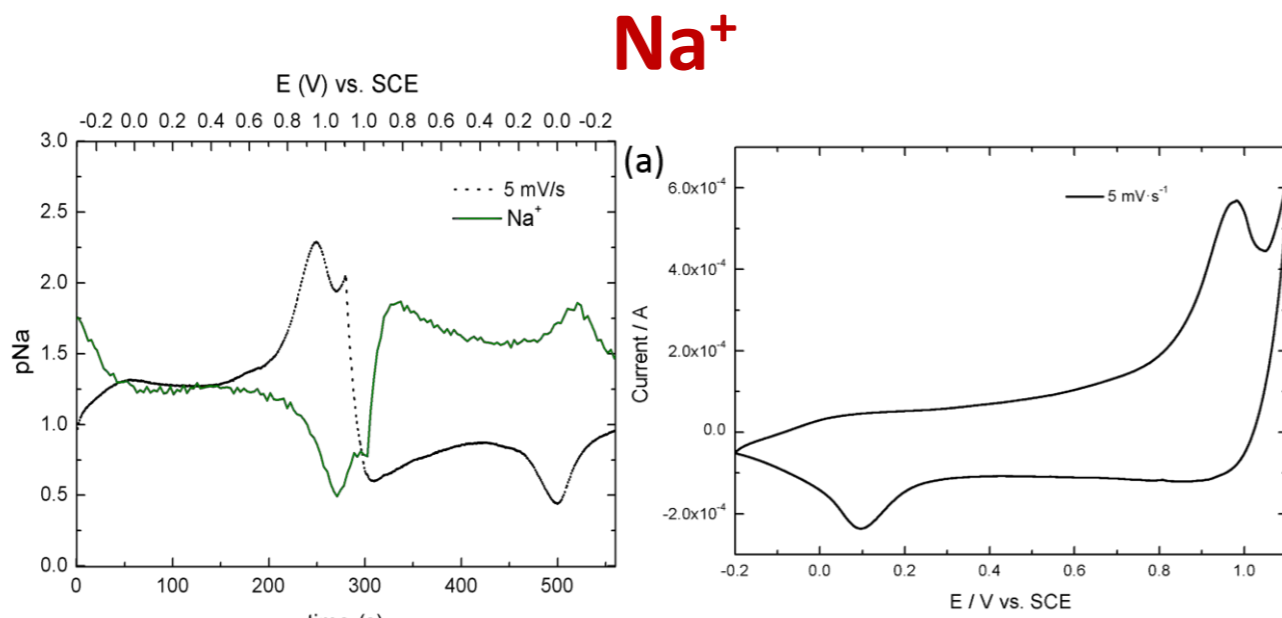 Na⁺
E (V) vs. SCE
-0.2 0.0 0.2 0.4 0.6 0.8 1.0 1.0 0.8 0.4 0.2 0.0 -0.2
3.0
2.5
2.0
1.5
1.0
0.5
0.0
pNa
5 mV/s
Na⁺
0 100 200 300 400 500
(a)
6.0x10⁻⁴
4.0x10⁻⁴
2.0x10⁻⁴
0.0
-2.0x10⁻⁴
Current / A
5 mV·s⁻¹
-0.2 0.0 0.2 0.4 0.6 0.8 1.0
E / V vs. SCE